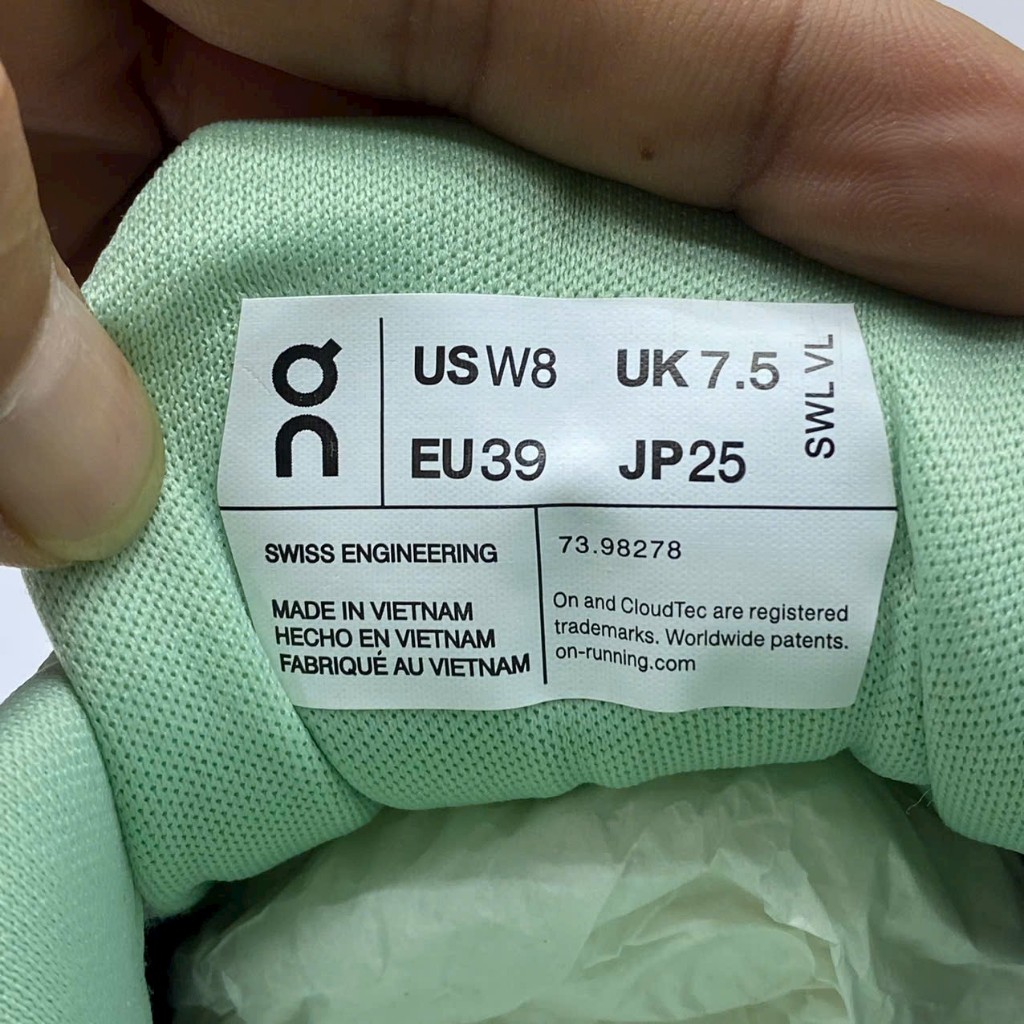 On
US W8 UK 7.5
EU 39 JP 25
SWL VL
SWISS ENGINEERING
MADE IN VIETNAM
HECHO EN VIETNAM
FABRIQUÉ AU VIETNAM
73.98278
On and CloudTec are registered
trademarks. Worldwide patents.
on-running.com